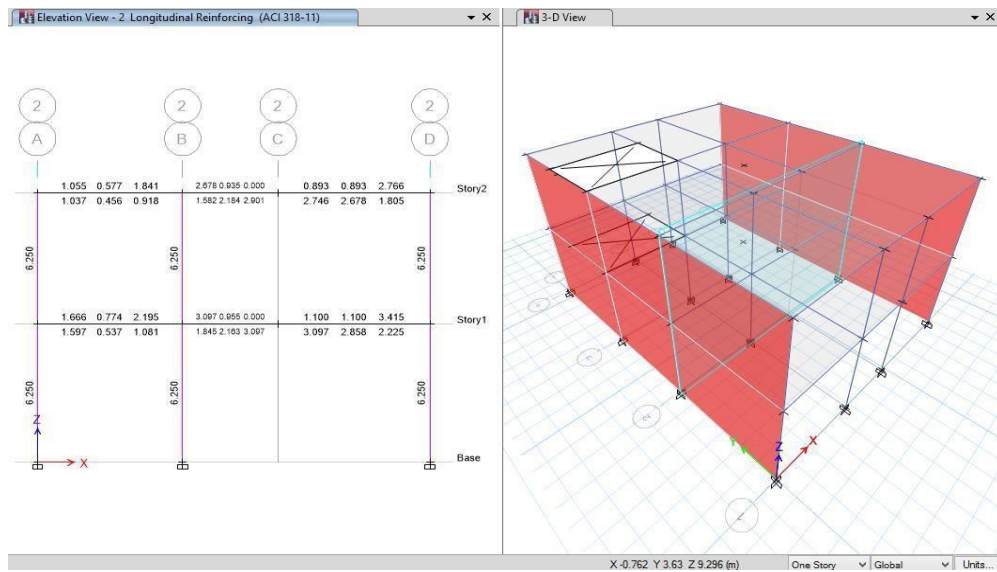 Elevation View - 2 Longitudinal Reinforcing (ACI 318-11)
3-D View
2 2 2 2
A B C D
1.055 0.577 1.841 2.678 0.935 0.000 0.893 0.893 2.766 Story2
1.037 0.456 0.918 1.582 2.184 2.901 2.746 2.678 1.805
6.250 6.250 6.250
1.666 0.774 2.195 3.097 0.955 0.000 1.100 1.100 3.415 Story1
1.597 0.537 1.081 1.845 2.163 3.097 3.097 2.858 2.225
6.250 6.250 6.250
Z
X
Base
Y
Z
X
X -0.762 Y 3.63 Z 9.296 (m)
One Story
Global
Units...